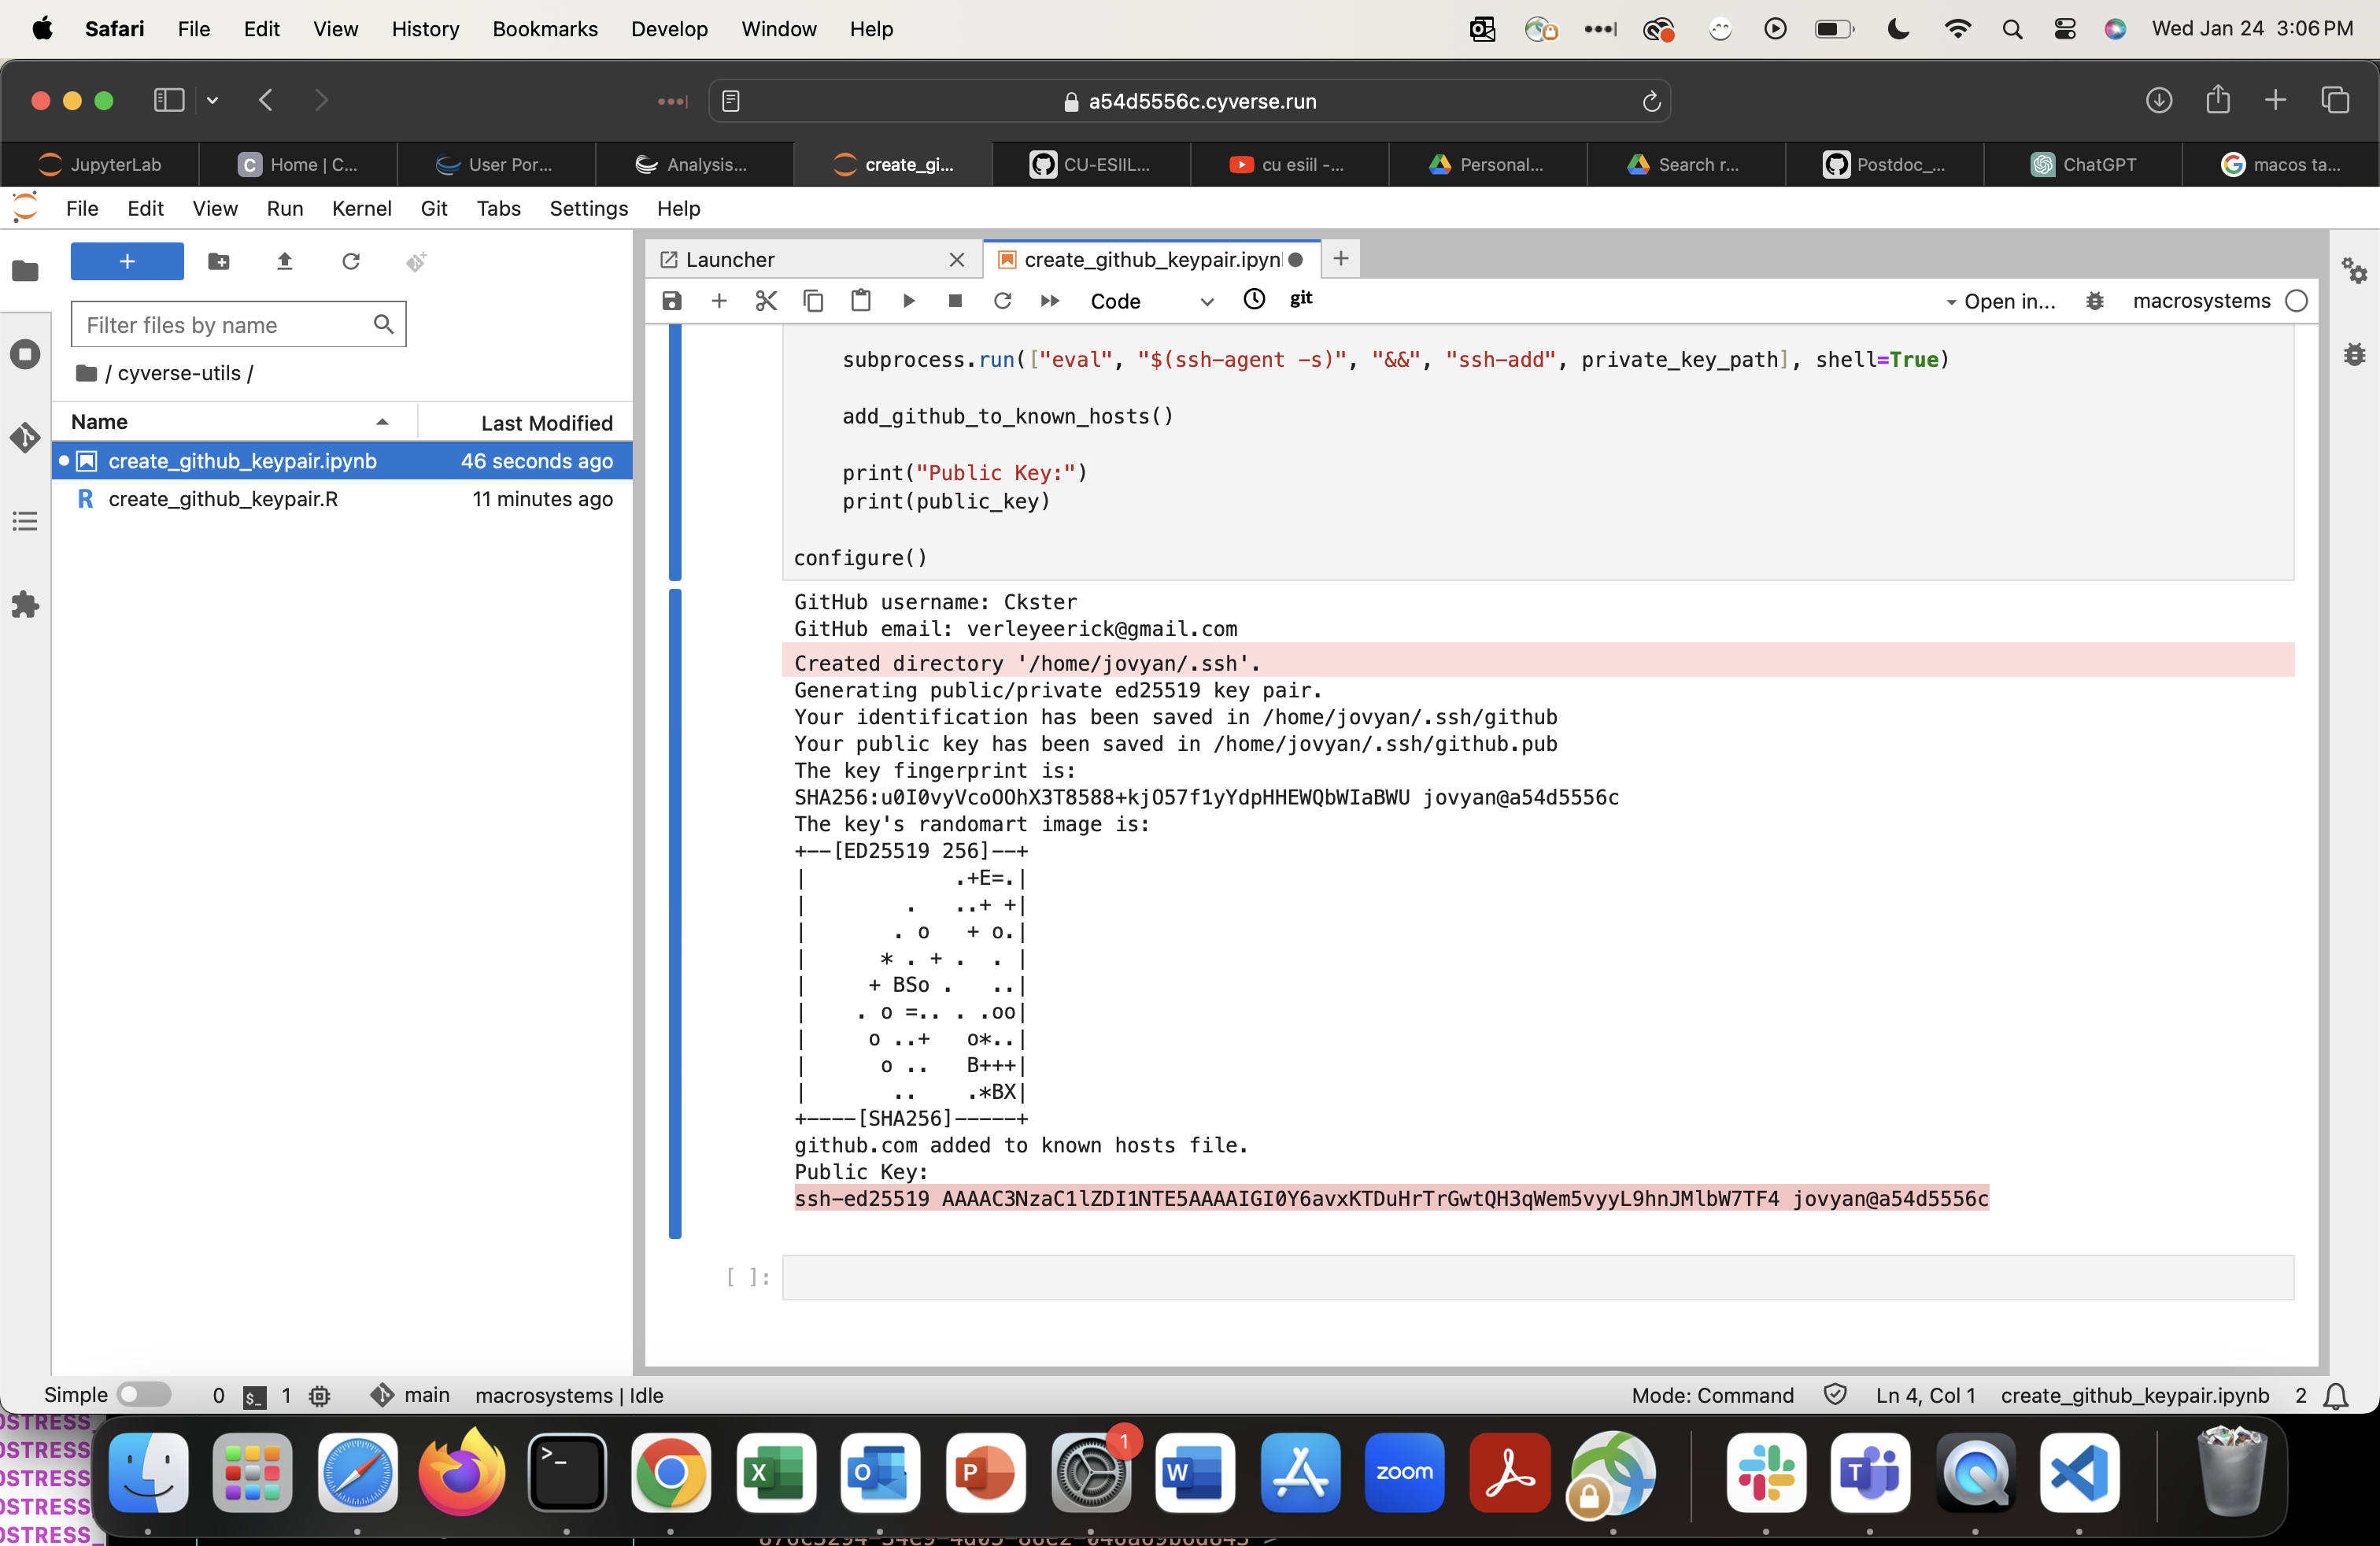 Safari File Edit View History Bookmarks Develop Window Help Wed Jan 24 3:06 PM
a54d5556c.cyverse.run
JupyterLab Home | C... User Por... Analysis... create_gi... CU-ESIIL... cu esiil -... Personal... Search r... Postdoc_... ChatGPT macos ta...
File Edit View Run Kernel Git Tabs Settings Help
Launcher create_github_keypair.ipyn
Filter files by name
Code git Open in... macrosystems
/ cyverse-utils /
Name Last Modified
create_github_keypair.ipynb 46 seconds ago
create_github_keypair.R 11 minutes ago
subprocess.run(["eval", "$(ssh-agent -s)", "&&", "ssh-add", private_key_path], shell=True)
add_github_to_known_hosts()
print("Public Key:")
print(public_key)
configure()
GitHub username: Ckster
GitHub email: verleyeerick@gmail.com
Created directory '/home/jovyan/.ssh'.
Generating public/private ed25519 key pair.
Your identification has been saved in /home/jovyan/.ssh/github
Your public key has been saved in /home/jovyan/.ssh/github.pub
The key fingerprint is:
SHA256:u0I0vyVcoOOhX3T8588+kjO57f1yYdpHHEWQbWIaBWU jovyan@a54d5556c
The key's randomart image is:
+--[ED25519 256]--+
|            .+E=.|
|        .   ..+ +|
|       . o   + o.|
|      * . + .  . |
|     + BSo .   ..|
|    . o =.. . .oo|
|     o ..+   o*..|
|      o ..   B+++|
|       ..    .*BX|
+----[SHA256]-----+
github.com added to known hosts file.
Public Key:
ssh-ed25519 AAAAC3NzaC1lZDI1NTE5AAAAIGI0Y6avxKTDuHrTrGwtQH3qWem5vyyL9hnJMlbW7TF4 jovyan@a54d5556c
[ ]:
Simple 0 $_ 1 main macrosystems | Idle Mode: Command Ln 4, Col 1 create_github_keypair.ipynb 2
OSTRESS_
OSTRESS
OSTRESS
OSTRESS
OSTRESS_
1
zoom